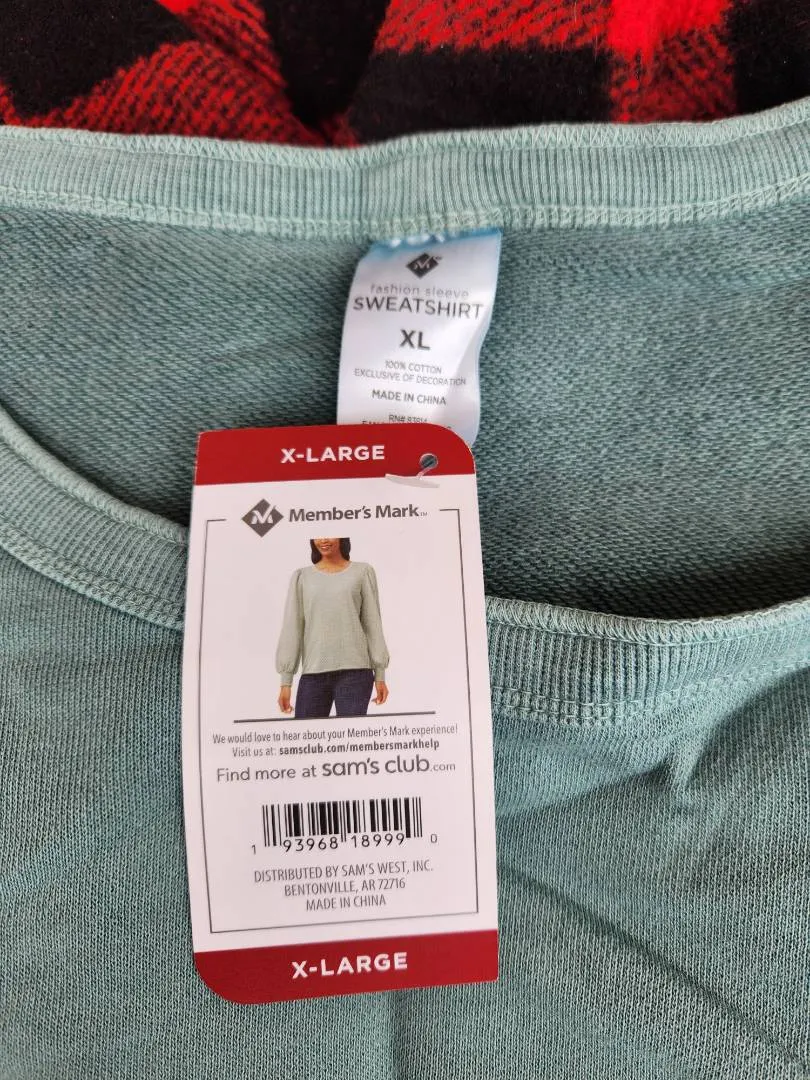 fashion sleeve
SWEATSHIRT
XL
100% COTTON
EXCLUSIVE OF DECORATION
MADE IN CHINA
RN#
X-LARGE
Member's Mark™
We would love to hear about your Member's Mark experience!
Visit us at: samsclub.com/membersmarkhelp
Find more at sam's club.com
1 93968 18999 0
DISTRIBUTED BY SAM'S WEST, INC.
BENTONVILLE, AR 72716
MADE IN CHINA
X-LARGE